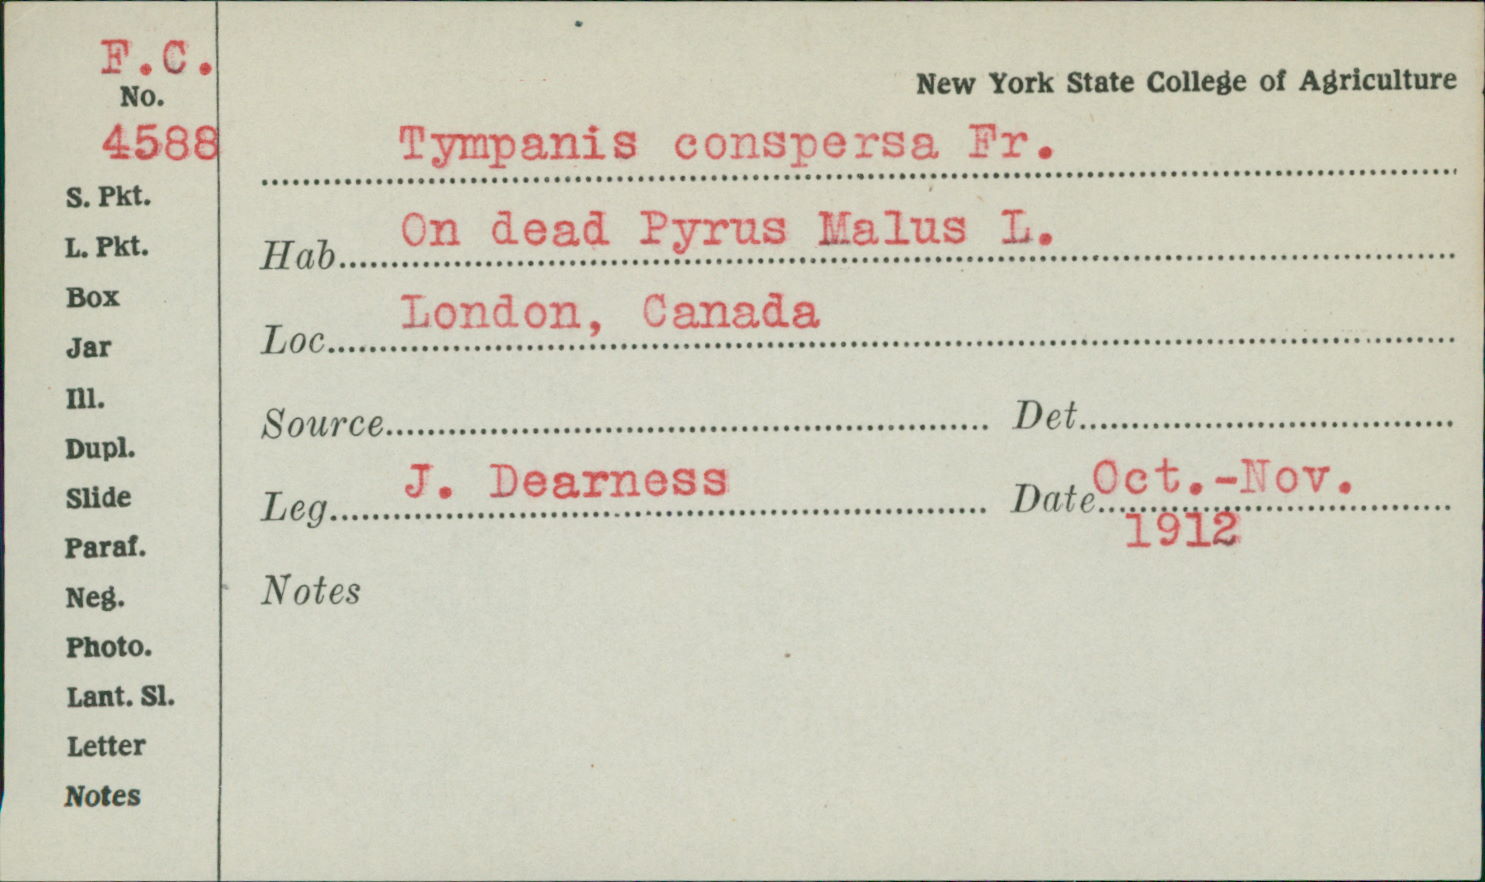 F.C.
No.
4588
S. Pkt.
L. Pkt.
Box
Jar
Ill.
Dupl.
Slide
Paraf.
Neg.
Photo.
Lant. Sl.
Letter
Notes
New York State College of Agriculture
Tympanis conspersa Fr.
Hab. On dead Pyrus Malus L.
Loc. London, Canada
Source Det.
Leg. J. Dearness Date Oct.-Nov.
1912
Notes